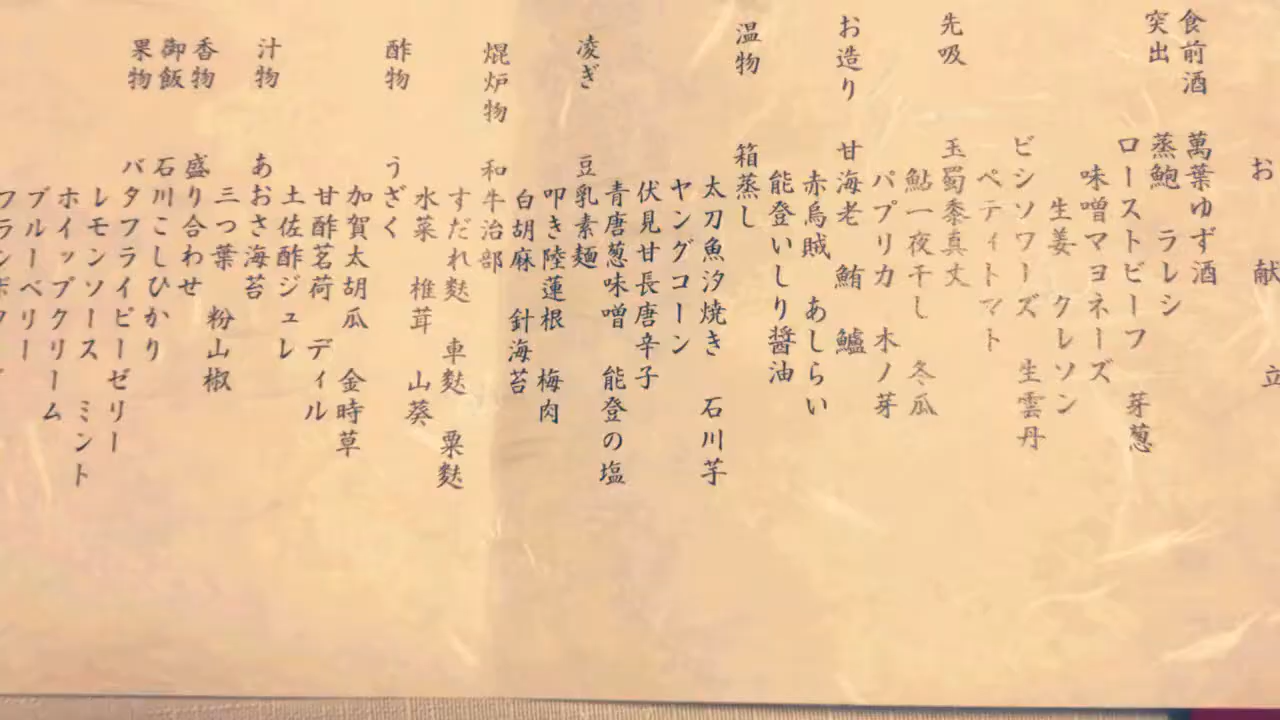 お献立
食前酒 萬葉ゆず酒
突出 蒸鮑 ラレシ
ローストビーフ 芽葱
味噌マヨネーズ
生姜 クレソン
ビシソワーズ 生雲丹
ペティトマト
先吸 玉蜀黍真丈
鮎一夜干し 冬瓜
パプリカ 木ノ芽
お造り 甘海老 鮪 鱸
赤烏賊 あしらい
能登いしり醤油
温物 箱蒸し
太刀魚汐焼き 石川芋
ヤングコーン
伏見甘長唐辛子
青唐葱味噌 能登の塩
凌ぎ 豆乳素麺
叩き陸蓮根 梅肉
白胡麻 針海苔
焜炉物 和牛治部
すだれ麩 車麩 粟麩
水菜 椎茸 山葵
酢物 うざく
加賀太胡瓜 金時草
甘酢茗荷 ディル
土佐酢ジュレ
汁物 あおさ海苔
三つ葉 粉山椒
香物 盛り合わせ
御飯 石川こしひかり
果物 バタフライピーゼリー
レモンソース ミント
ホイップクリーム
ブルーベリー